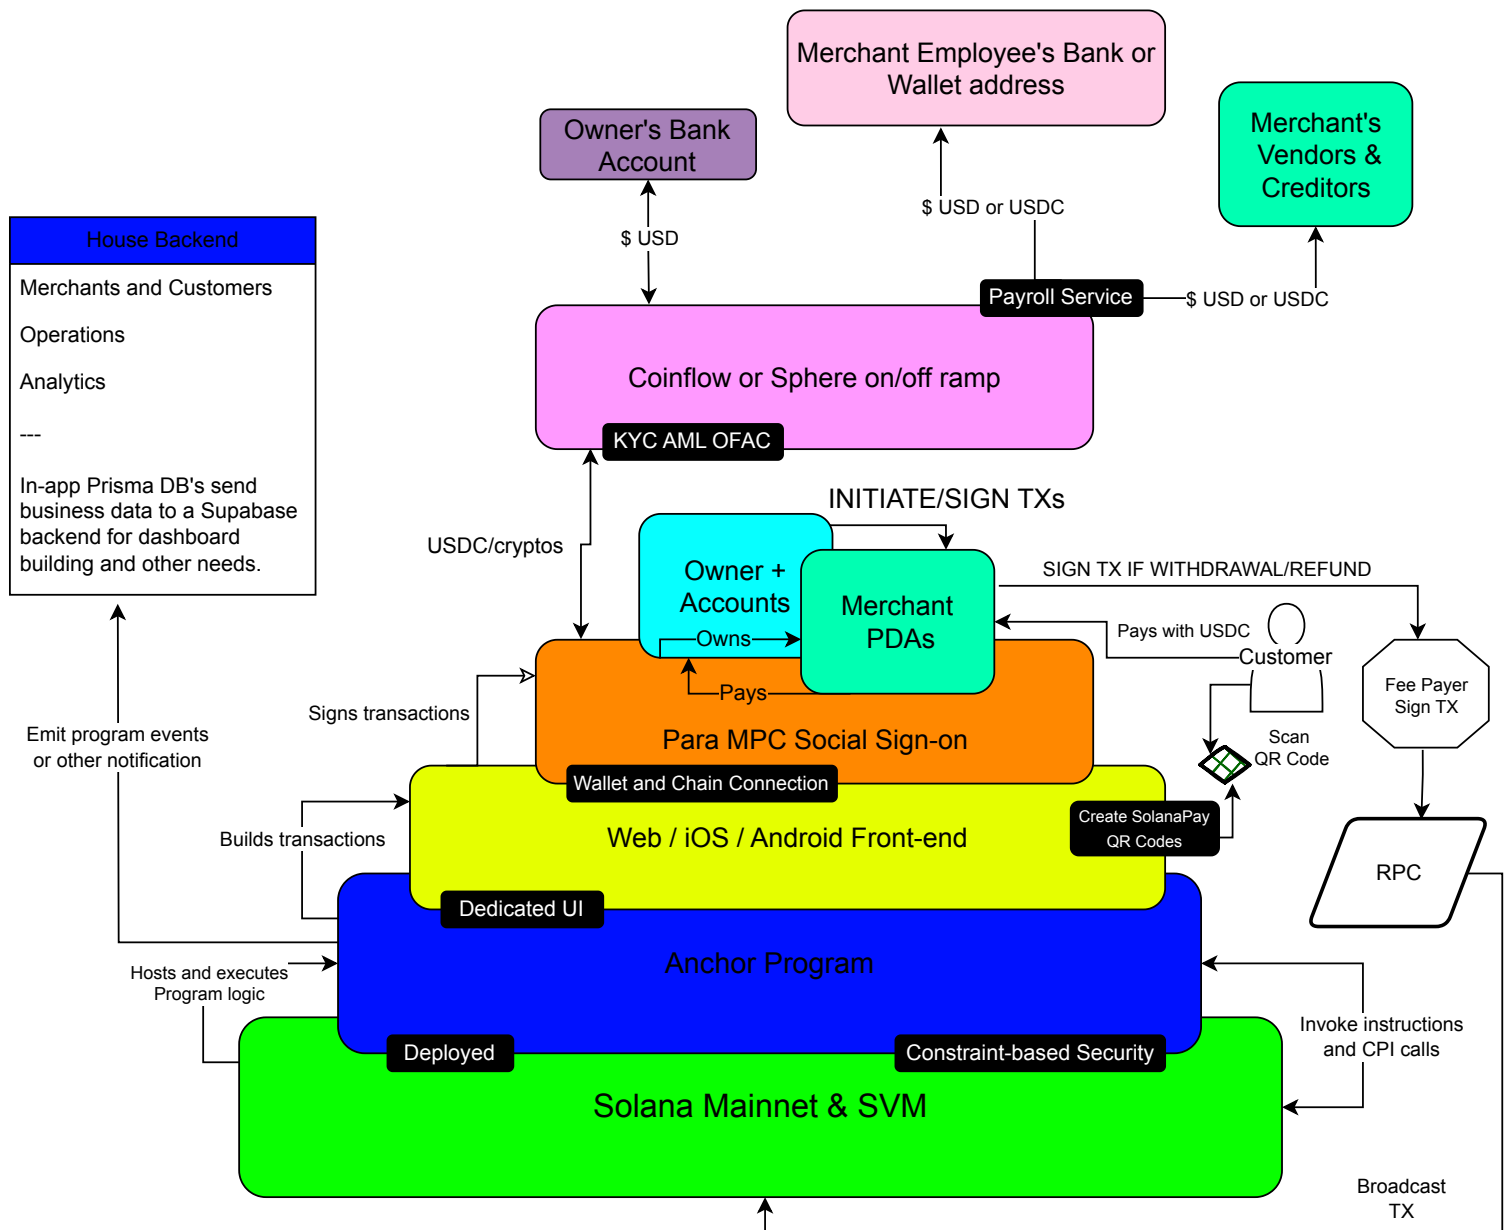 Merchant Employee's Bank or
Wallet address
Owner's Bank
Account
Merchant's
Vendors &
Creditors
$ USD or USDC
$ USD
House Backend
Merchants and Customers
Operations
Analytics
---
In-app Prisma DB's send
business data to a Supabase
backend for dashboard
building and other needs.
Payroll Service
$ USD or USDC
Coinflow or Sphere on/off ramp
KYC AML OFAC
INITIATE/SIGN TXs
USDC/cryptos
Owner +
Accounts
Merchant
PDAs
SIGN TX IF WITHDRAWAL/REFUND
Owns
Pays with USDC
Customer
Pays
Fee Payer
Sign TX
Signs transactions
Para MPC Social Sign-on
Scan
QR Code
Emit program events
or other notification
Wallet and Chain Connection
Create SolanaPay
QR Codes
Builds transactions
Web / iOS / Android Front-end
RPC
Dedicated UI
Anchor Program
Hosts and executes
Program logic
Deployed
Constraint-based Security
Invoke instructions
and CPI calls
Solana Mainnet & SVM
Broadcast
TX